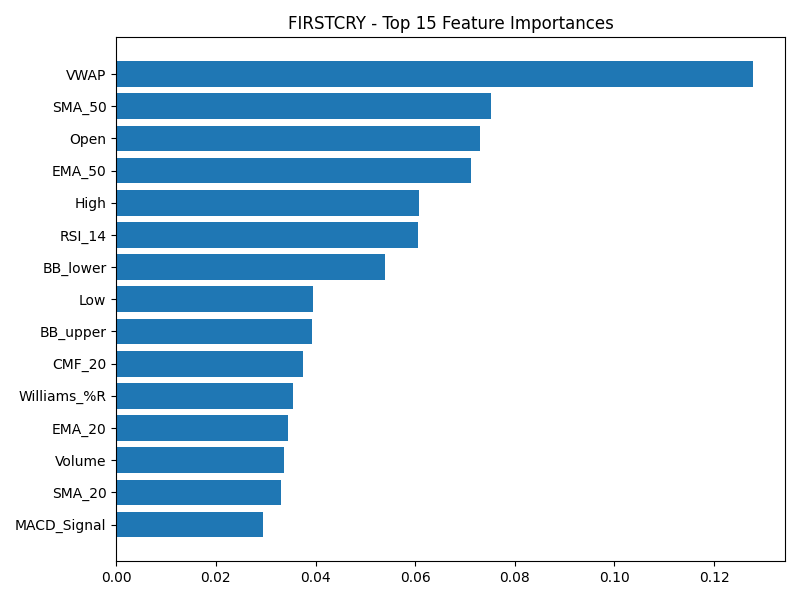 FIRSTCRY - Top 15 Feature Importances
VWAP
SMA_50
Open
EMA_50
High
RSI_14
BB_lower
Low
BB_upper
CMF_20
Williams_%R
EMA_20
Volume
SMA_20
MACD_Signal
0.00 0.02 0.04 0.06 0.08 0.10 0.12